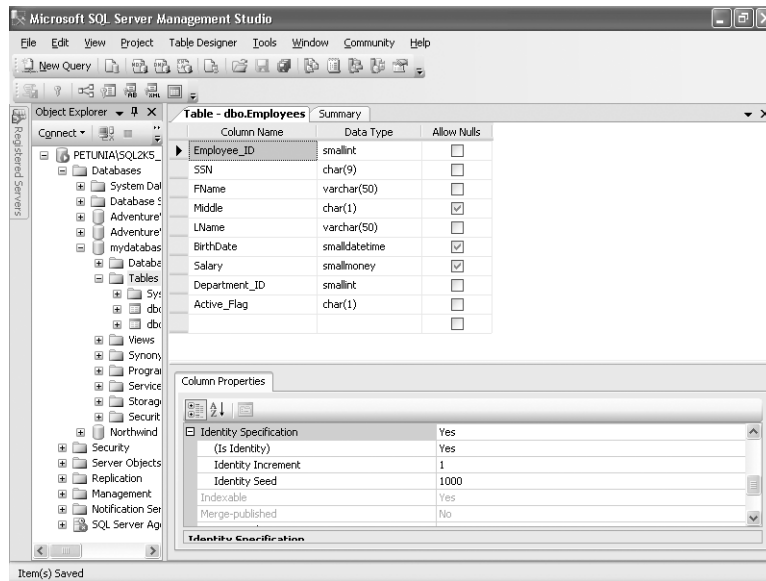 Microsoft SQL Server Management Studio
File Edit View Project Table Designer Tools Window Community Help
New Query
Registered Servers
Object Explorer
Connect
PETUNIA\SQL2K5_
Databases
System Dat
Database S
Adventure'
Adventure'
mydatabas
Databa
Tables
Sys
dbo
dbo
Views
Synony
Program
Service
Storage
Securit
Northwind
Security
Server Objects
Replication
Management
Notification Ser
SQL Server Age
Table - dbo.Employees Summary
Column Name Data Type Allow Nulls
Employee_ID smallint
SSN char(9)
FName varchar(50)
Middle char(1)
LName varchar(50)
BirthDate smalldatetime
Salary smallmoney
Department_ID smallint
Active_Flag char(1)
Column Properties
Identity Specification Yes
(Is Identity) Yes
Identity Increment 1
Identity Seed 1000
Indexable Yes
Merge-published No
Identity Specification
Item(s) Saved